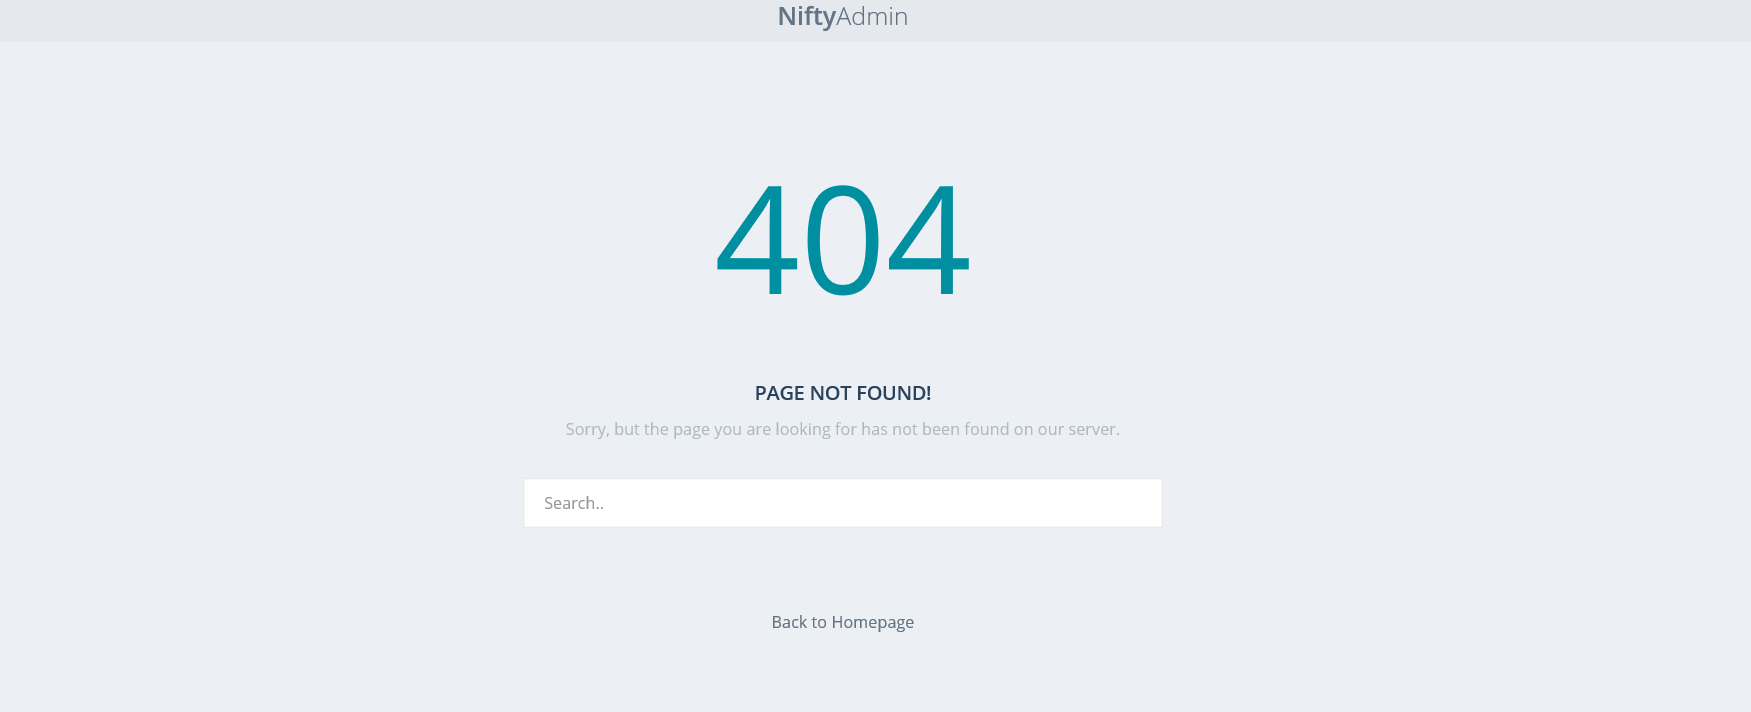 NiftyAdmin
404
PAGE NOT FOUND!
Sorry, but the page you are looking for has not been found on our server.
Search..
Back to Homepage